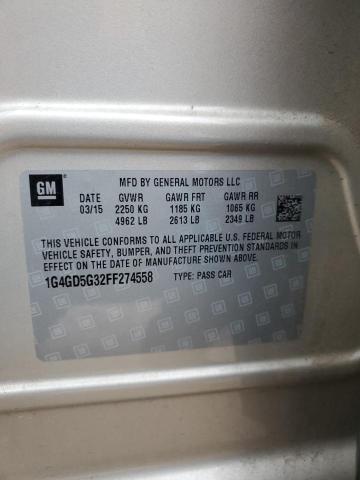 GM
MFD BY GENERAL MOTORS LLC
DATE GVWR GAWR FRT GAWR RR
03/15 2250 KG 1185 KG 1065 KG
4962 LB 2613 LB 2349 LB
THIS VEHICLE CONFORMS TO ALL APPLICABLE U.S. FEDERAL MOTOR
VEHICLE SAFETY, BUMPER, AND THEFT PREVENTION STANDARDS IN
EFFECT ON THE DATE OF MANUFACTURE SHOWN ABOVE.
1G4GD5G32FF274558 TYPE: PASS CAR